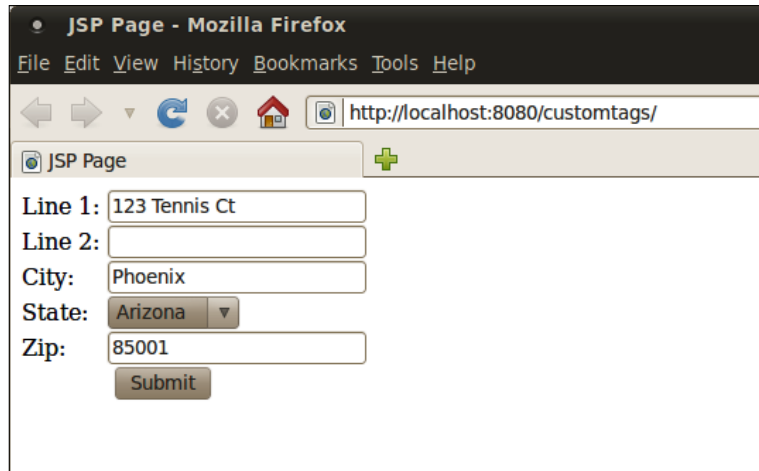 JSP Page - Mozilla Firefox
File Edit View History Bookmarks Tools Help
http://localhost:8080/customtags/
JSP Page
Line 1: 123 Tennis Ct
Line 2:
City: Phoenix
State: Arizona
Zip: 85001
Submit